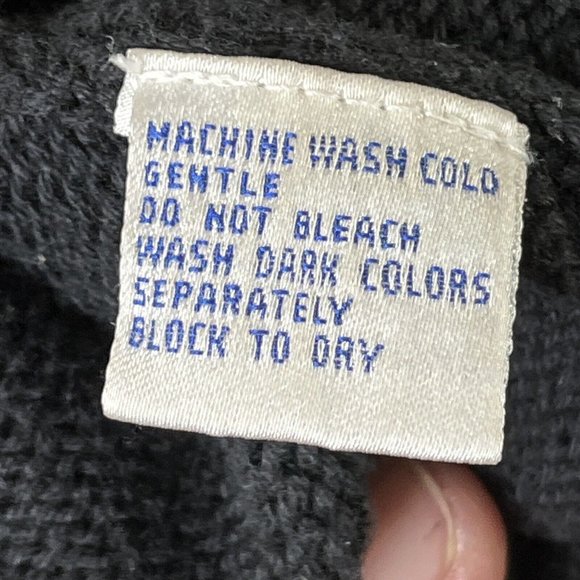 MACHINE WASH COLD
GENTLE
DO NOT BLEACH
WASH DARK COLORS
SEPARATELY
BLOCK TO DRY